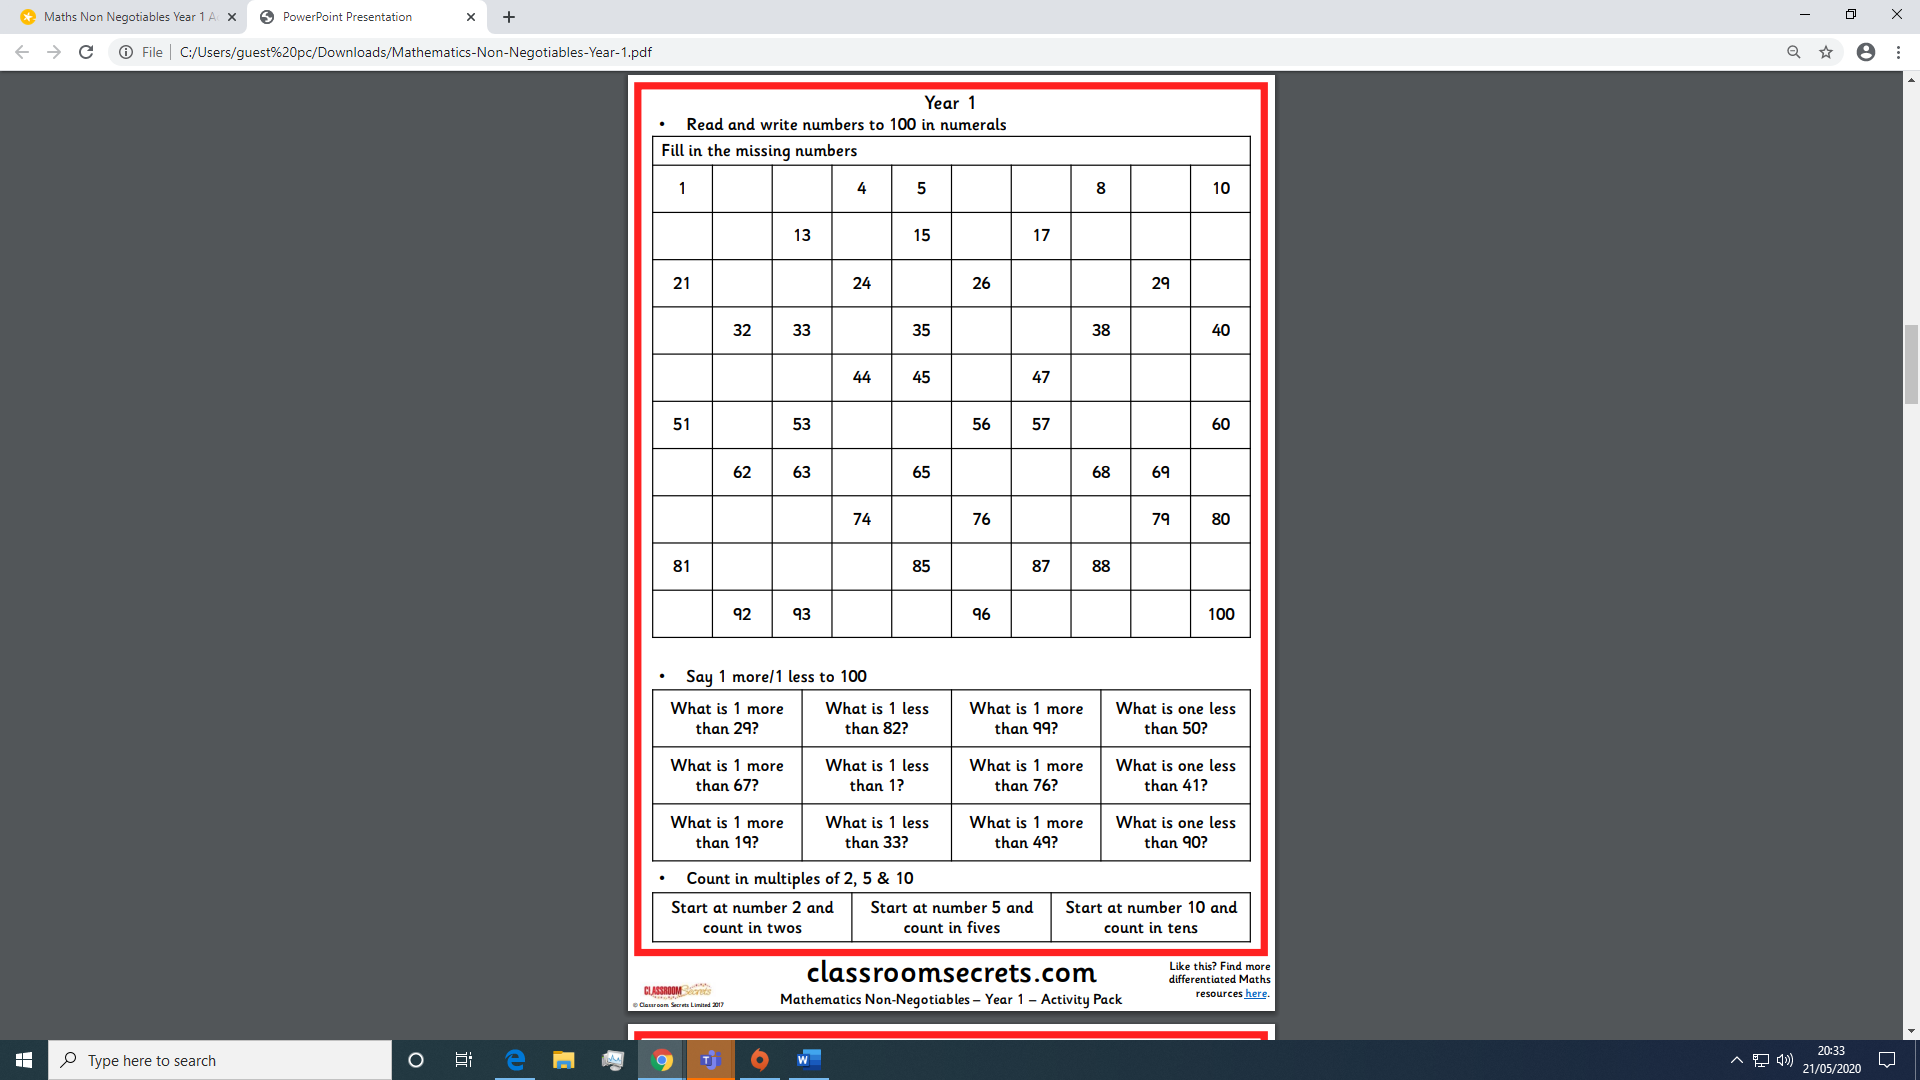 Maths Non Negotiables Year 1 A
PowerPoint Presentation
File
C:/Users/guest%20pc/Downloads/Mathematics-Non-Negotiables-Year-1.pdf
Year 1
• Read and write numbers to 100 in numerals
Fill in the missing numbers
1 4 5 8 10
13 15 17
21 24 26 29
32 33 35 38 40
44 45 47
51 53 56 57 60
62 63 65 68 69
74 76 79 80
81 85 87 88
92 93 96 100
• Say 1 more/1 less to 100
What is 1 more than 29?
What is 1 less than 82?
What is 1 more than 99?
What is one less than 50?
What is 1 more than 67?
What is 1 less than 1?
What is 1 more than 76?
What is one less than 41?
What is 1 more than 19?
What is 1 less than 33?
What is 1 more than 49?
What is one less than 90?
• Count in multiples of 2, 5 & 10
Start at number 2 and count in twos
Start at number 5 and count in fives
Start at number 10 and count in tens
CLASSROOM Secrets
© Classroom Secrets Limited 2017
classroomsecrets.com
Mathematics Non-Negotiables – Year 1 – Activity Pack
Like this? Find more
differentiated Maths
resources here.
Type here to search
20:33
21/05/2020